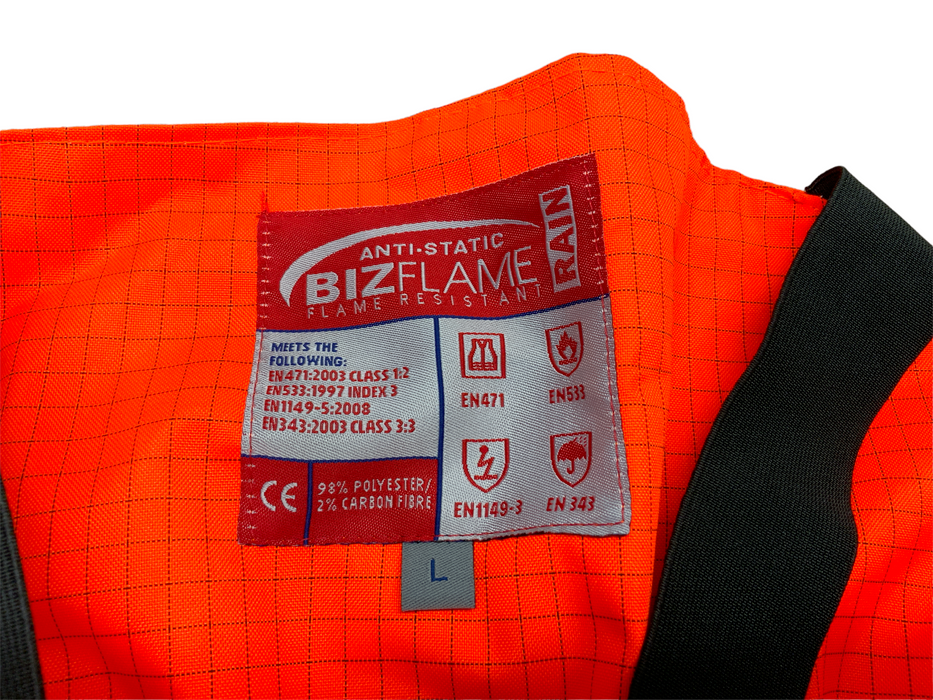 ANTI-STATIC
BIZFLAME
FLAME RESISTANT
RAIN
MEETS THE
FOLLOWING:
EN471:2003 CLASS 1:2
EN533:1997 INDEX 3
EN1149-5:2008
EN343:2003 CLASS 3:3
EN471
EN533
EN1149-3
EN 343
CE
98% POLYESTER/
2% CARBON FIBRE
L